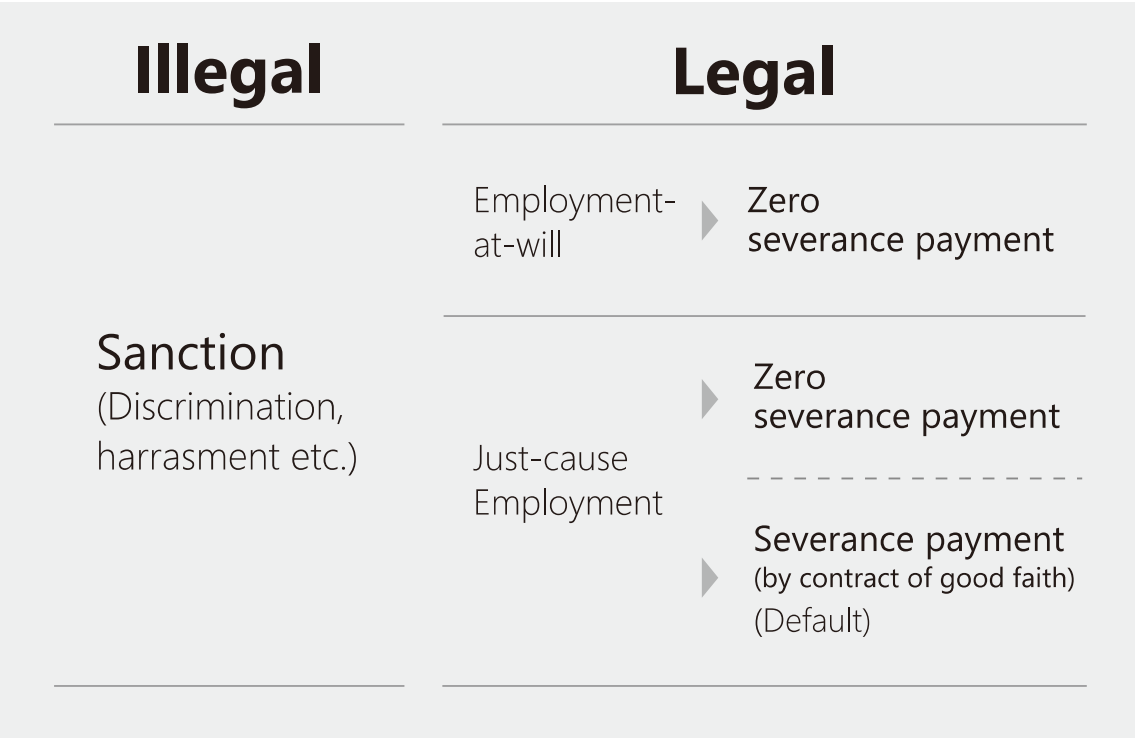 Illegal
Legal
Sanction
(Discrimination,
harrasment etc.)
Employment-
at-will
Zero
severance payment
Just-cause
Employment
Zero
severance payment
Severance payment
(by contract of good faith)
(Default)